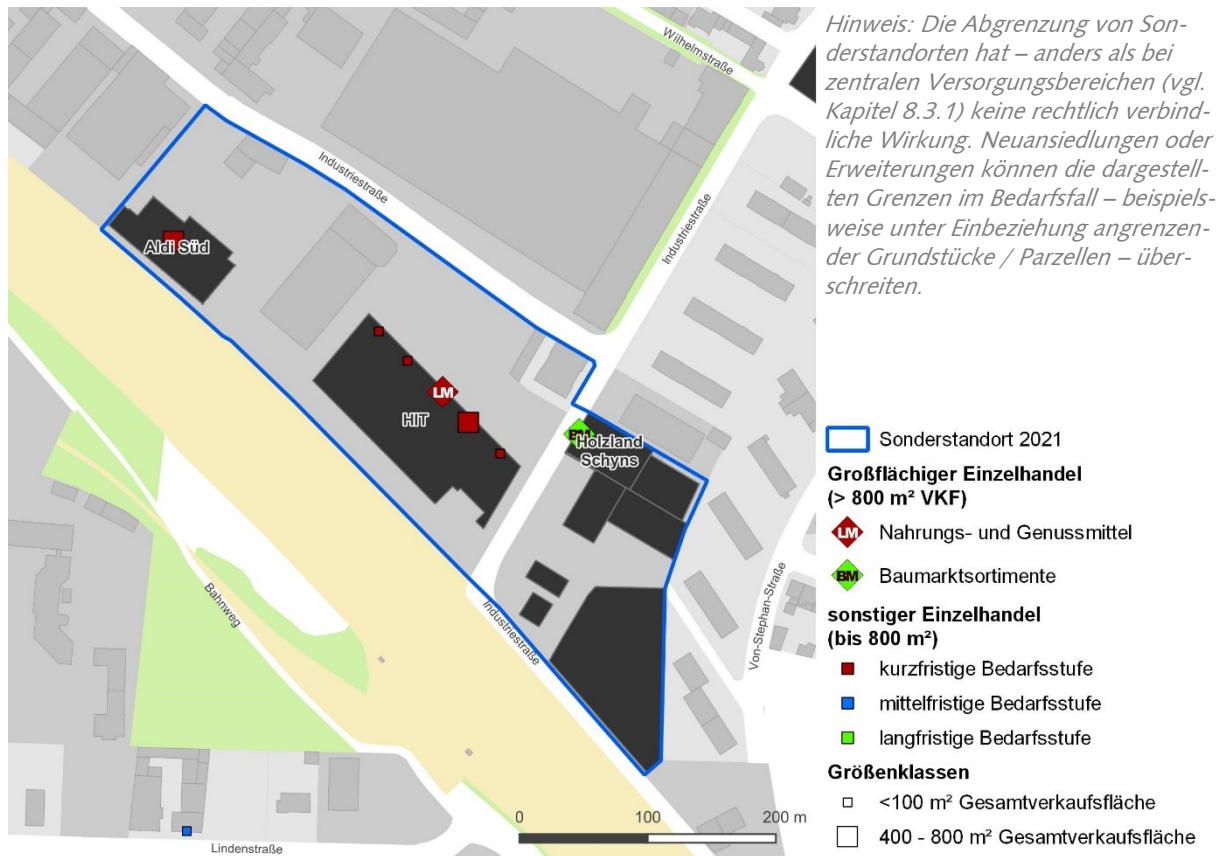 Hinweis: Die Abgrenzung von Son-
derstandorten hat – anders als bei
zentralen Versorgungsbereichen (vgl.
Kapitel 8.3.1) keine rechtlich verbind-
liche Wirkung. Neuansiedlungen oder
Erweiterungen können die dargestell-
ten Grenzen im Bedarfsfall – beispiels-
weise unter Einbeziehung angrenzen-
der Grundstücke / Parzellen – über-
schreiten.
Wilhelmstraße
Industriestraße
Industriestraße
Aldi Süd
LM
HIT
BM
Holzland
Schyns
Bahnweg
Industriestraße
Von-Stephan-Straße
Lindenstraße
0 100 200 m
Sonderstandort 2021
Großflächiger Einzelhandel
(> 800 m² VKF)
LM Nahrungs- und Genussmittel
BM Baumarktsortimente
sonstiger Einzelhandel
(bis 800 m²)
kurzfristige Bedarfsstufe
mittelfristige Bedarfsstufe
langfristige Bedarfsstufe
Größenklassen
<100 m² Gesamtverkaufsfläche
400 - 800 m² Gesamtverkaufsfläche